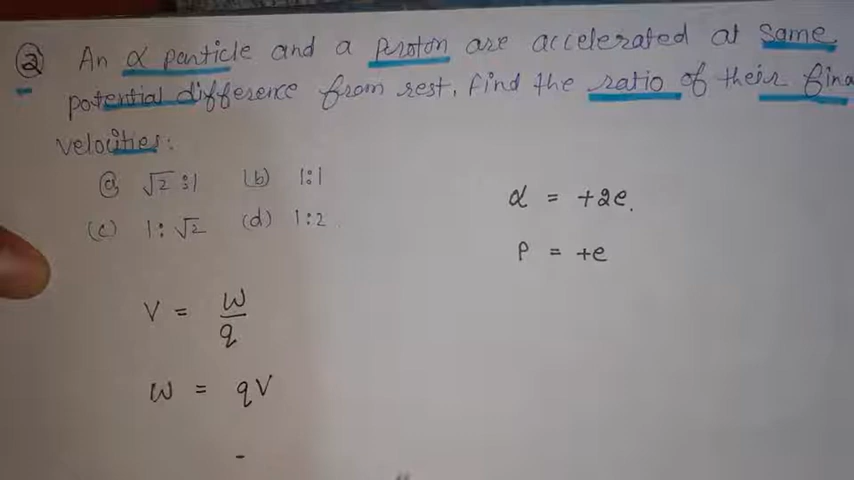 ② An α particle and a proton are accelerated at same
potential difference from rest, find the ratio of their fina
velocities:
(a) √2 : 1 (b) 1:1
(c) 1 : √2 (d) 1:2
α = +2e.
P = +e
V = W/q
W = qV
-